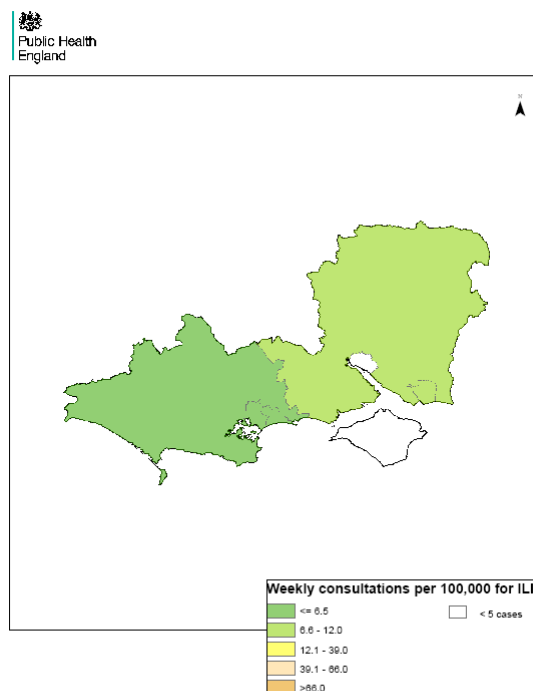 Public Health
England
N
Weekly consultations per 100,000 for ILI
<= 6.5
< 5 cases
6.6 - 12.0
12.1 - 39.0
39.1 - 66.0
>66.0